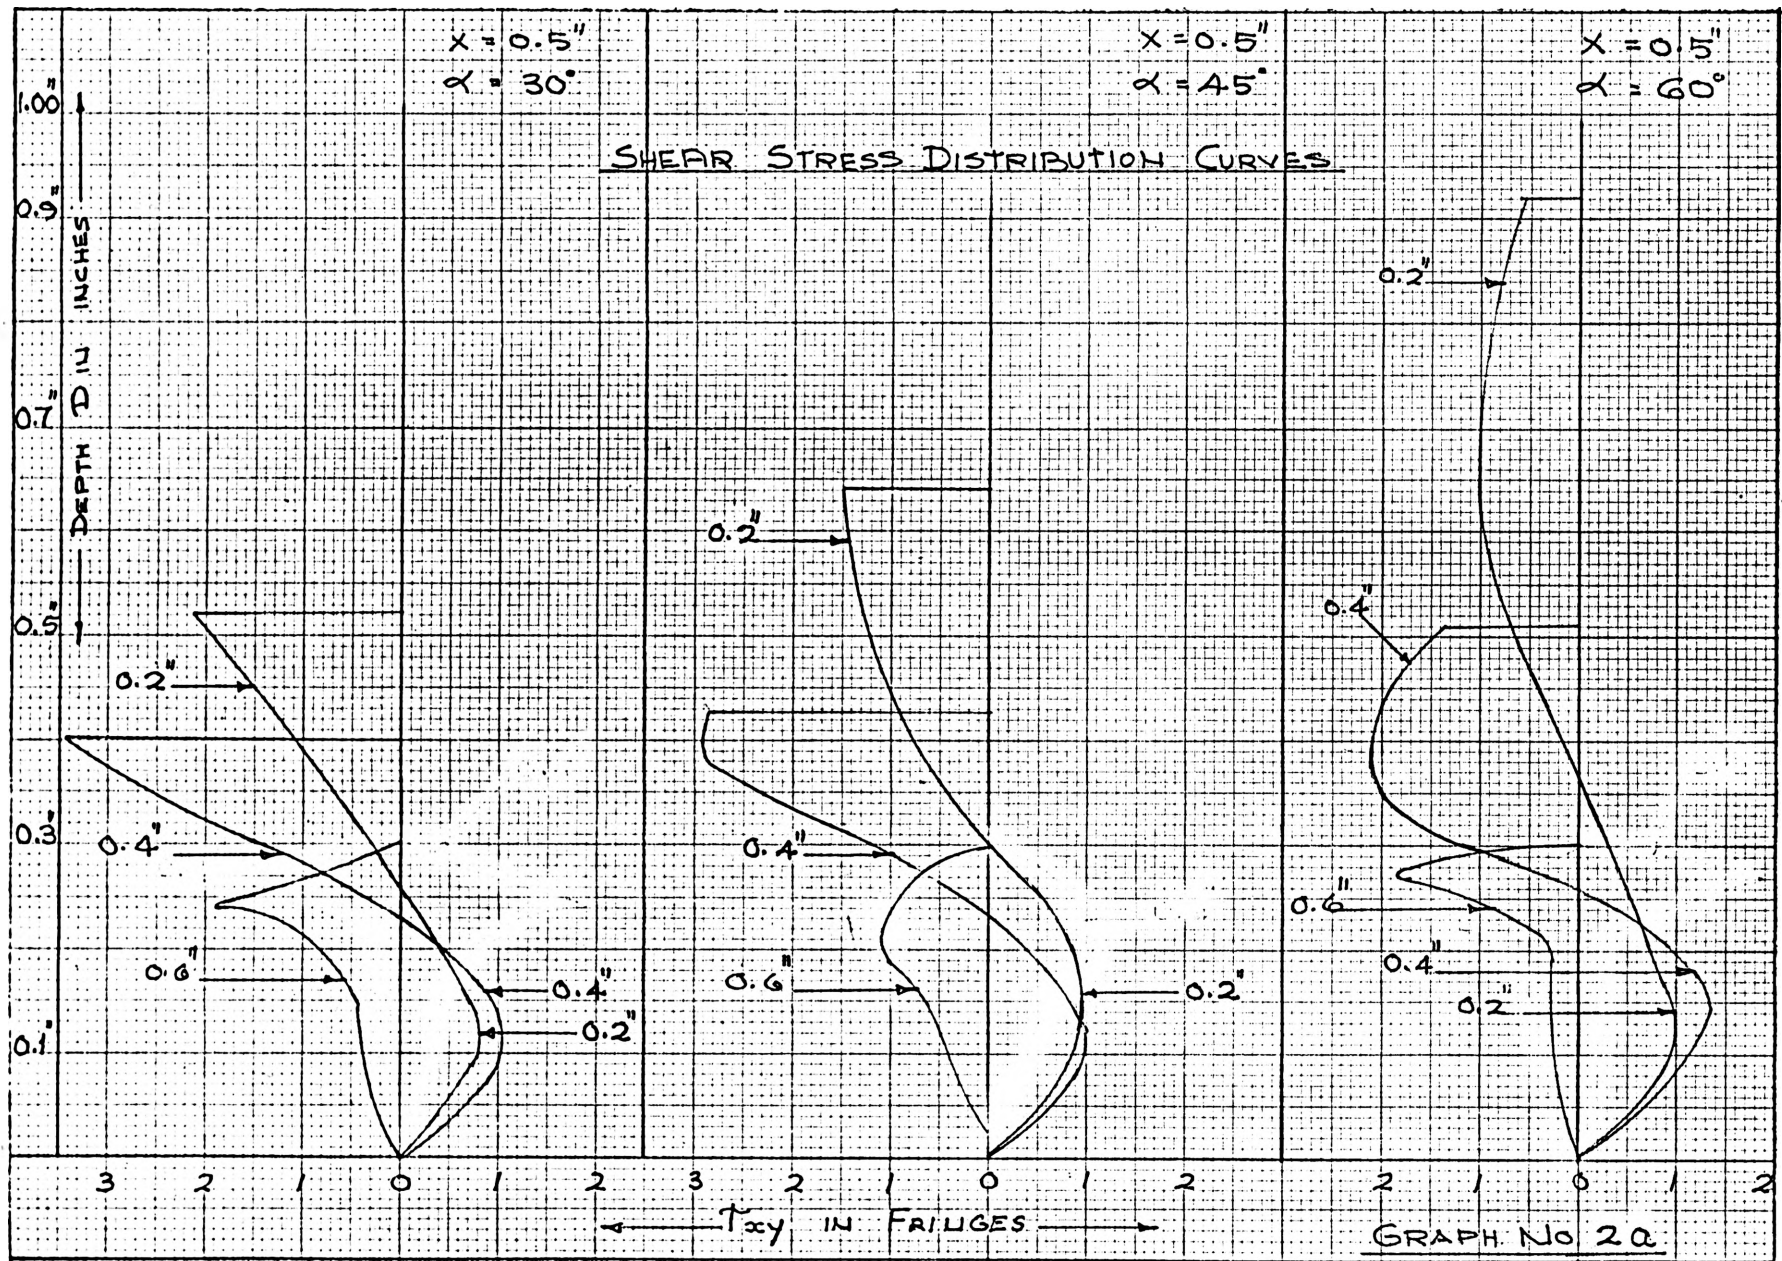 X = 0.5"
α = 30°
X = 0.5"
α = 45°
X = 0.5"
α = 60°
SHEAR STRESS DISTRIBUTION CURVES
DEPTH D IN INCHES
1.00"
0.9"
0.7"
0.5"
0.3"
0.1"
0.2"
0.4"
0.6"
0.4"
0.2"
0.2"
0.4"
0.6"
0.2"
0.2"
0.4"
0.6"
0.4"
0.2"
3 2 1 0 1 2
3 2 1 0 1 2
2 1 0 1 2
Txy IN FRINGES
GRAPH No 2a